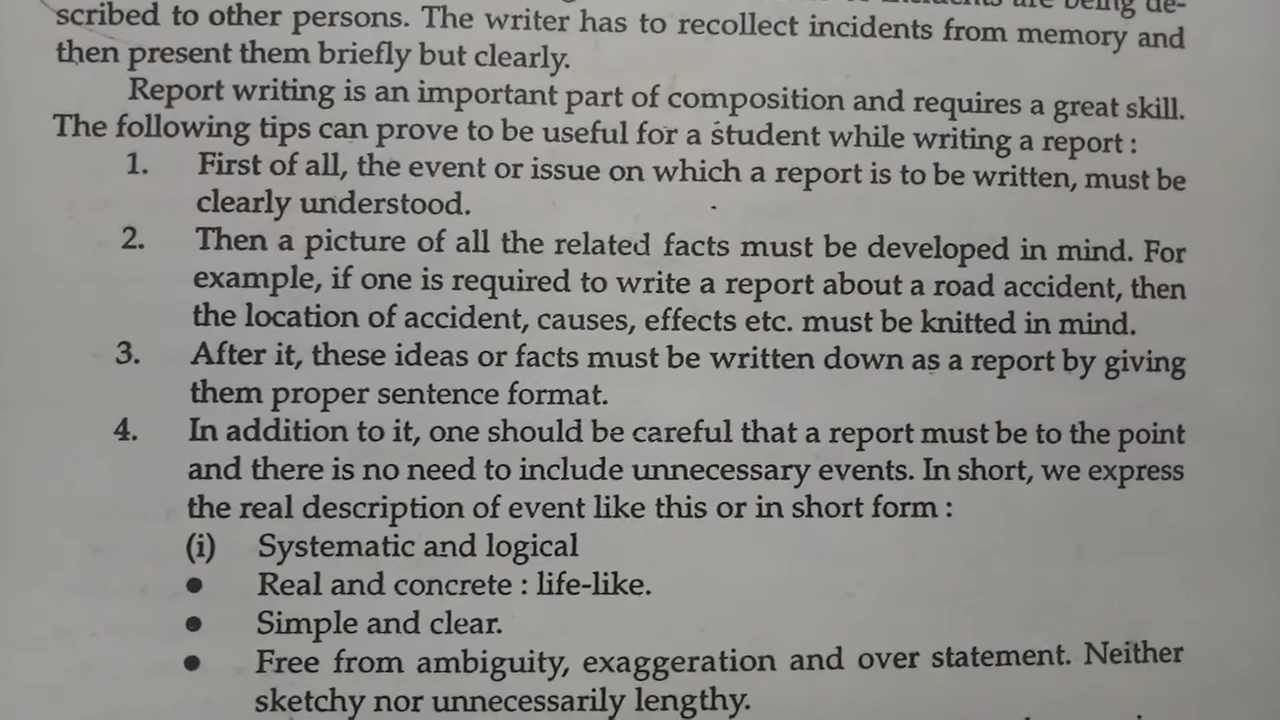 are being de-
scribed to other persons. The writer has to recollect incidents from memory and
then present them briefly but clearly.
Report writing is an important part of composition and requires a great skill.
The following tips can prove to be useful for a student while writing a report :
1. First of all, the event or issue on which a report is to be written, must be
clearly understood.
2. Then a picture of all the related facts must be developed in mind. For
example, if one is required to write a report about a road accident, then
the location of accident, causes, effects etc. must be knitted in mind.
3. After it, these ideas or facts must be written down as a report by giving
them proper sentence format.
4. In addition to it, one should be careful that a report must be to the point
and there is no need to include unnecessary events. In short, we express
the real description of event like this or in short form :
(i) Systematic and logical
● Real and concrete : life-like.
● Simple and clear.
● Free from ambiguity, exaggeration and over statement. Neither
sketchy nor unnecessarily lengthy.